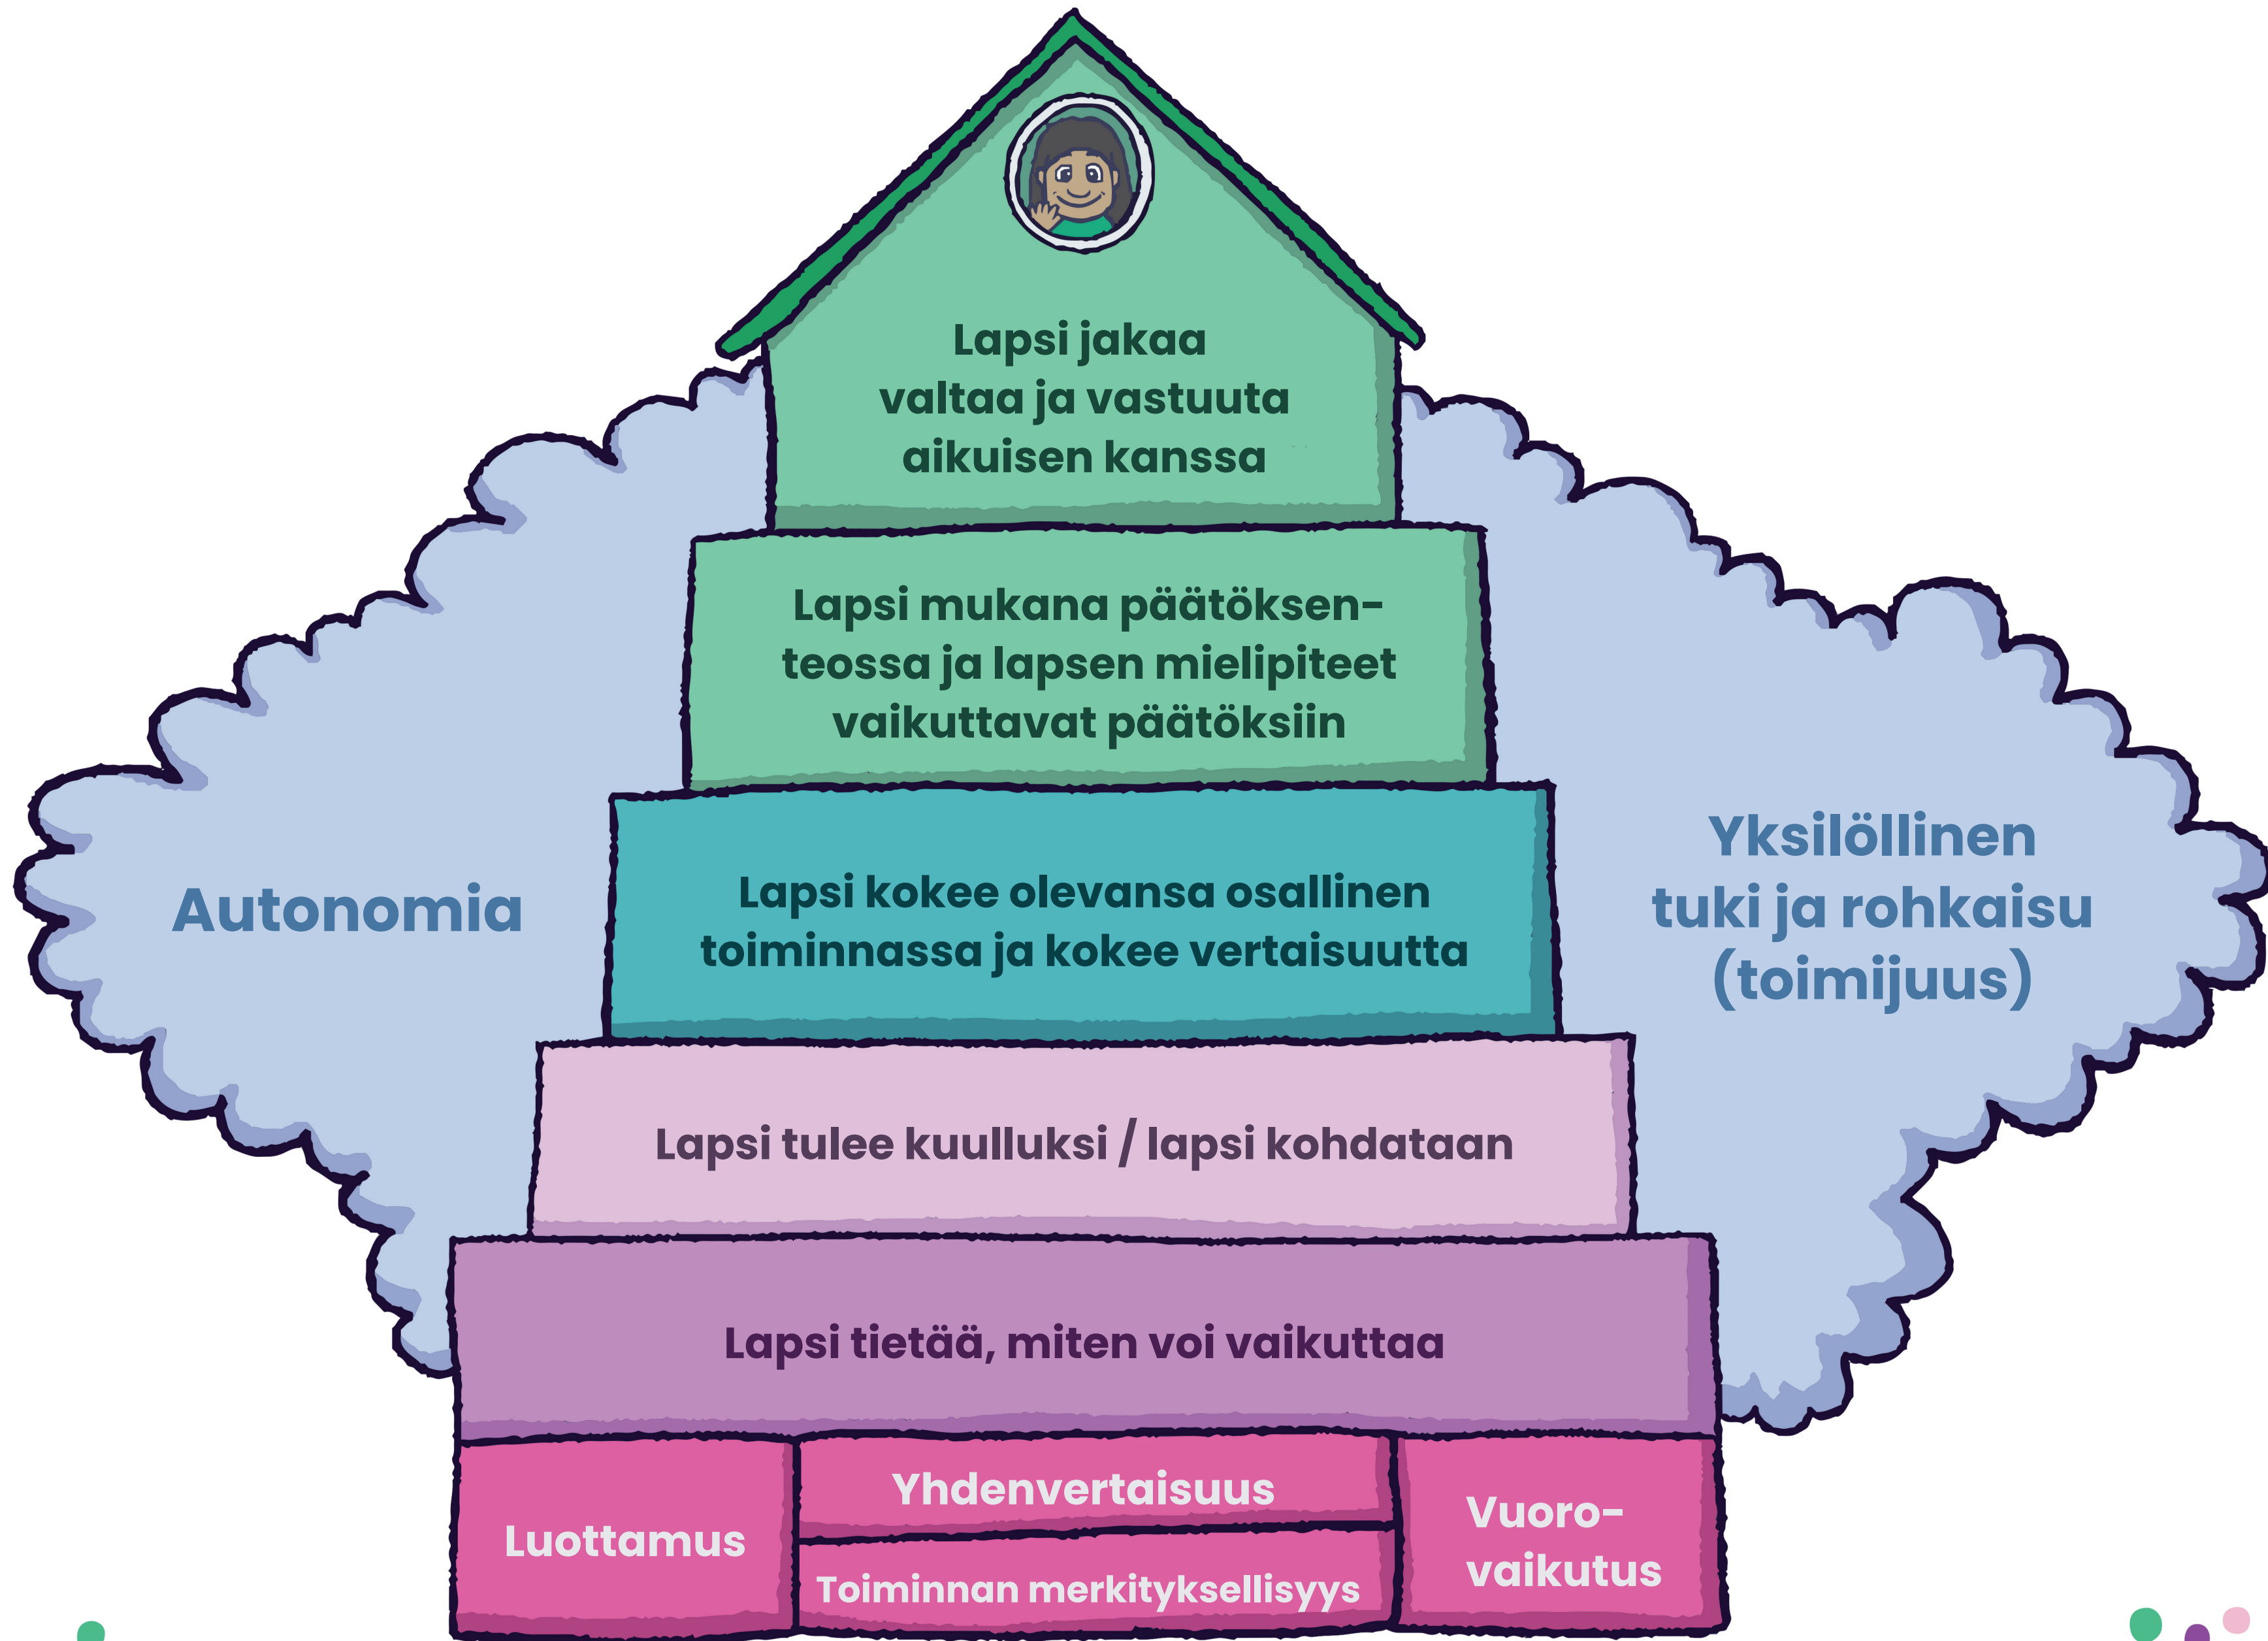 Lapsi jakaa
valtaa ja vastuuta
aikuisen kanssa
Lapsi mukana päätöksen-
teossa ja lapsen mielipiteet
vaikuttavat päätöksiin
Autonomia
Lapsi kokee olevansa osallinen
toiminnassa ja kokee vertaisuutta
Yksilöllinen
tuki ja rohkaisu
(toimijuus)
Lapsi tulee kuulluksi / lapsi kohdataan
Lapsi tietää, miten voi vaikuttaa
Luottamus
Yhdenvertaisuus
Toiminnan merkityksellisyys
Vuoro-
vaikutus